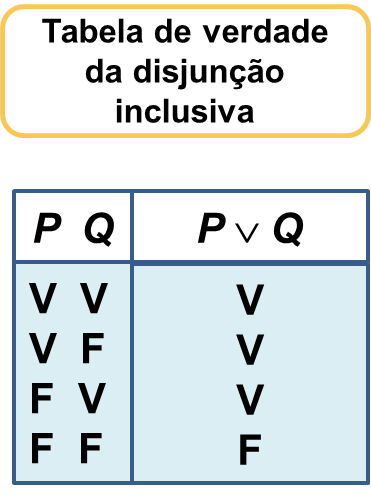 Tabela de verdade
da disjunção
inclusiva
P Q P ∨ Q
V V V
V F V
F V V
F F F